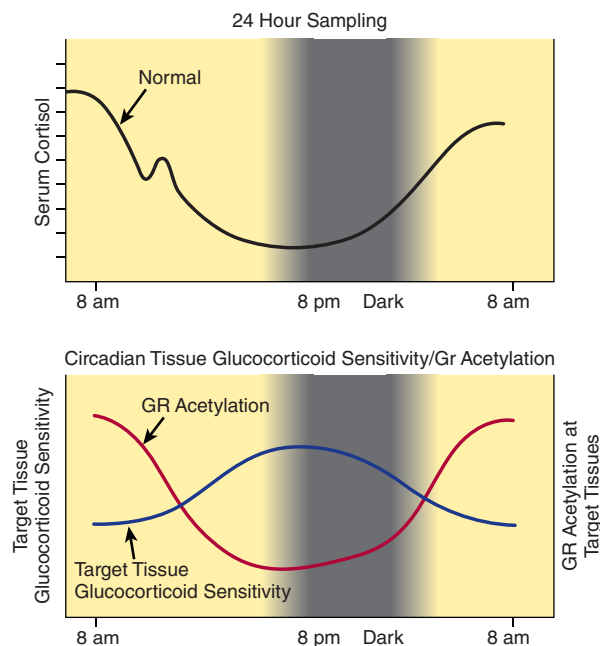 24 Hour Sampling
Normal
Serum Cortisol
8 am 8 pm Dark 8 am
Circadian Tissue Glucocorticoid Sensitivity/Gr Acetylation
GR Acetylation
Target Tissue
Glucocorticoid Sensitivity
Target Tissue
Glucocorticoid Sensitivity
GR Acetylation at
Target Tissues
8 am 8 pm Dark 8 am